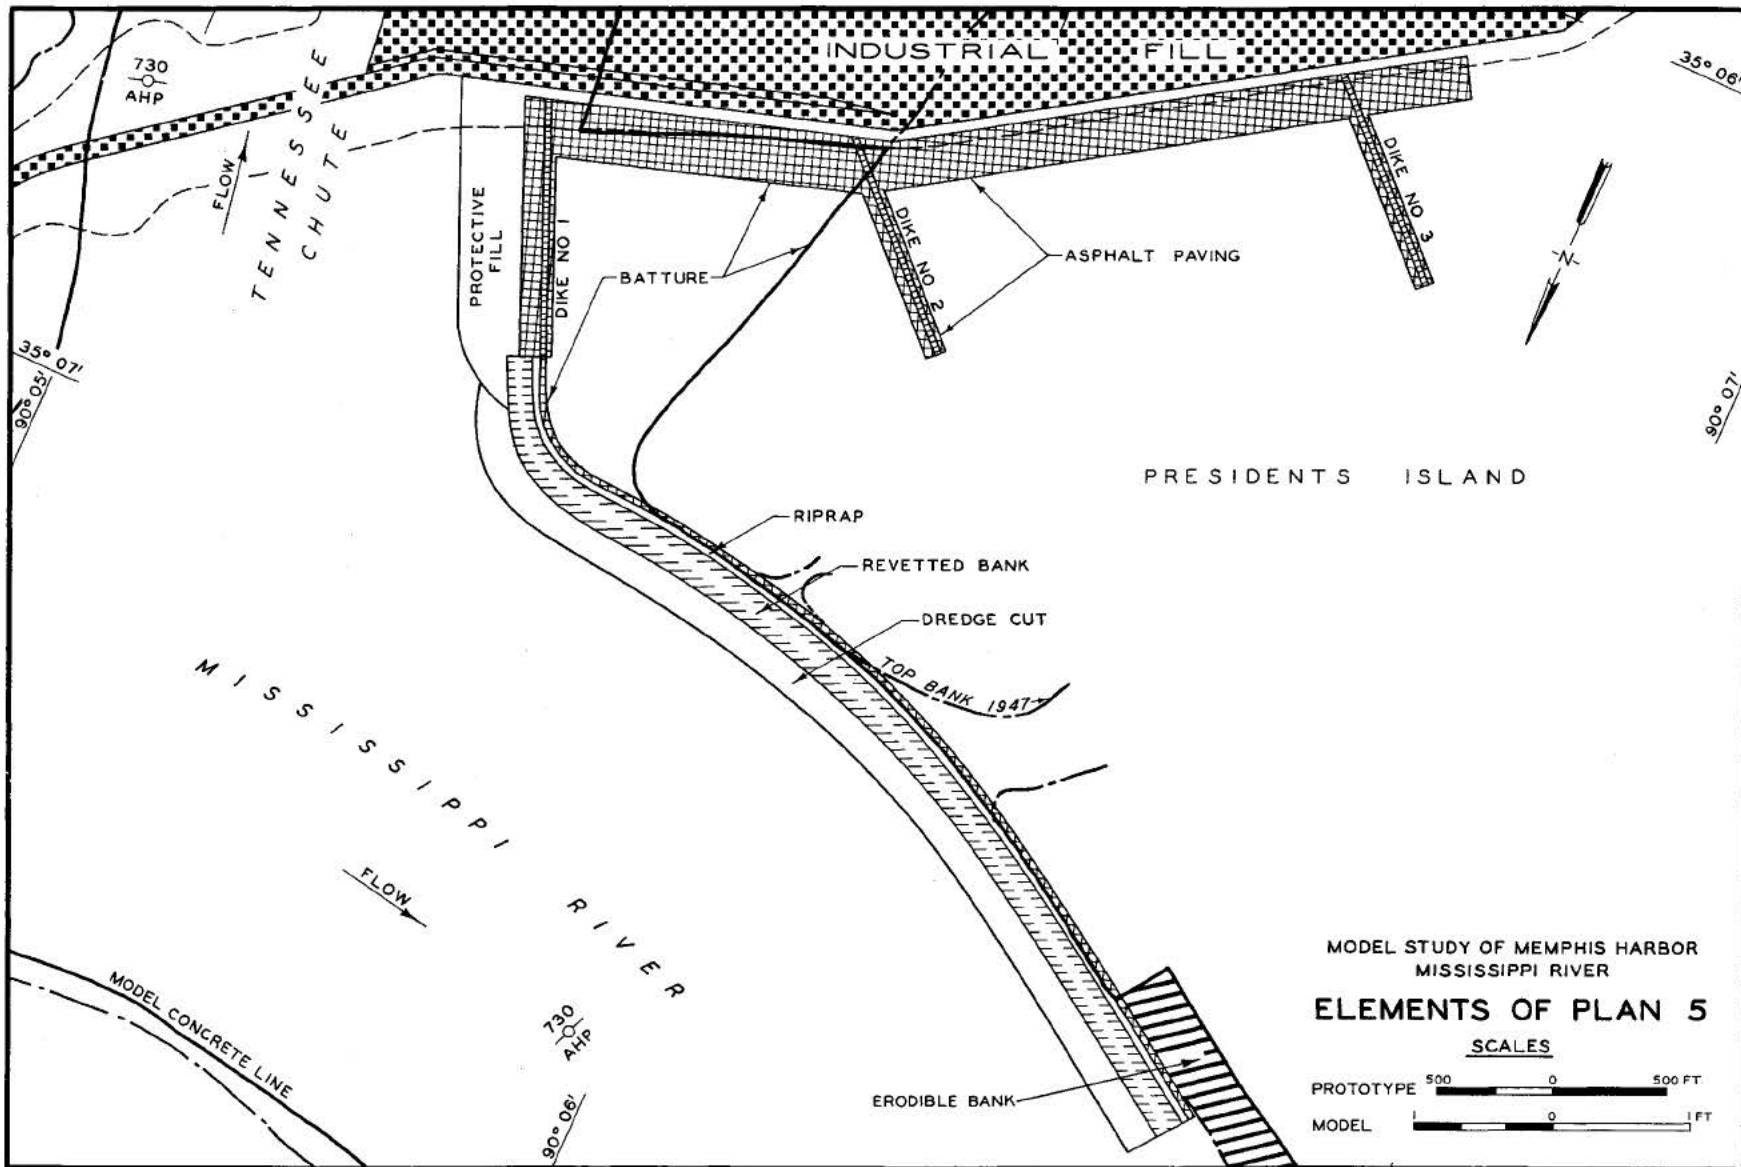 INDUSTRIAL FILL
730
AHP
TENNESSEE
CHUTE
FLOW
35° 06'
PROTECTIVE
FILL
DIKE NO 1
BATTURE
DIKE NO 2
ASPHALT PAVING
DIKE NO 3
-N-
35° 07'
90° 05'
90° 07'
PRESIDENTS ISLAND
RIPRAP
REVETTED BANK
DREDGE CUT
TOP BANK 1947
MISSISSIPPI RIVER
FLOW
MODEL CONCRETE LINE
730
AHP
90° 06'
ERODIBLE BANK
MODEL STUDY OF MEMPHIS HARBOR
MISSISSIPPI RIVER
ELEMENTS OF PLAN 5
SCALES
PROTOTYPE 500 0 500 FT
MODEL 1 0 1 FT